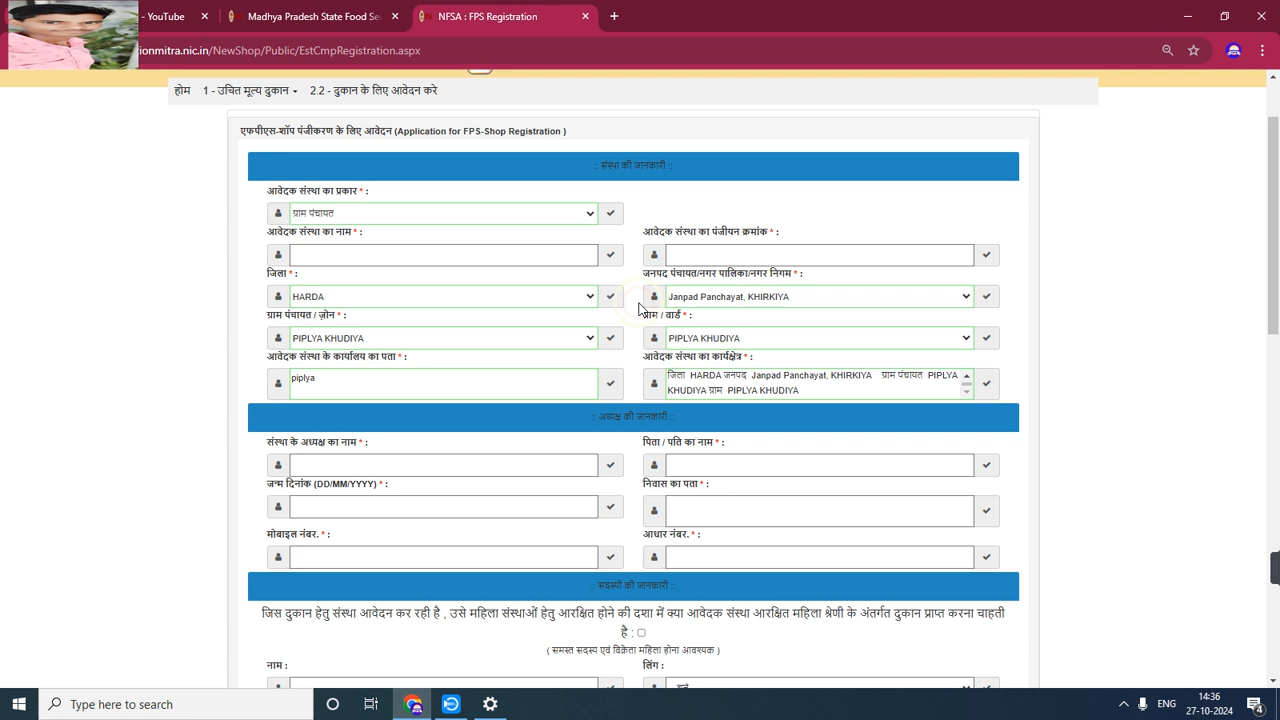 - YouTube
Madhya Pradesh State Food Se
: FPS Registration
ionmitra.nic.in/NewShop/Public/EstCmpRegistration.aspx
होम 1 - उचित मूल्य दुकान 2.2 - दुकान के लिए आवेदन करे
एफपीएस-शॉप पंजीकरण के लिए आवेदन (Application for FPS-Shop Registration )
:: संस्था की जानकारी ::
आवेदक संस्था का प्रकार * :
ग्राम पंचायत
आवेदक संस्था का नाम * : आवेदक संस्था का पंजीयन क्रमांक * :
जिला * : जनपद पंचायत/नगर पालिका/नगर निगम * :
HARDA Janpad Panchayat, KHIRKIYA
ग्राम पंचायत / ज़ोन * : ग्राम / वार्ड * :
PIPLYA KHUDIYA PIPLYA KHUDIYA
आवेदक संस्था के कार्यालय का पता * : आवेदक संस्था का कार्यक्षेत्र * :
piplya जिला HARDA जनपद Janpad Panchayat, KHIRKIYA ग्राम पंचायत PIPLYA
KHUDIYA ग्राम PIPLYA KHUDIYA
:: अध्यक्ष की जानकारी ::
संस्था के अध्यक्ष का नाम * : पिता / पति का नाम * :
जन्म दिनांक (DD/MM/YYYY) * : निवास का पता * :
मोबाइल नंबर. * : आधार नंबर. * :
:: सदस्यों की जानकारी ::
जिस दुकान हेतु संस्था आवेदन कर रही है , उसे महिला संस्थाओं हेतु आरक्षित होने की दशा में क्या आवेदक संस्था आरक्षित महिला श्रेणी के अंतर्गत दुकान प्राप्त करना चाहती
है :
( समस्त सदस्य एवं विक्रेता महिला होना आवश्यक )
नाम : लिंग :
Type here to search
ENG
14:36
27-10-2024
4